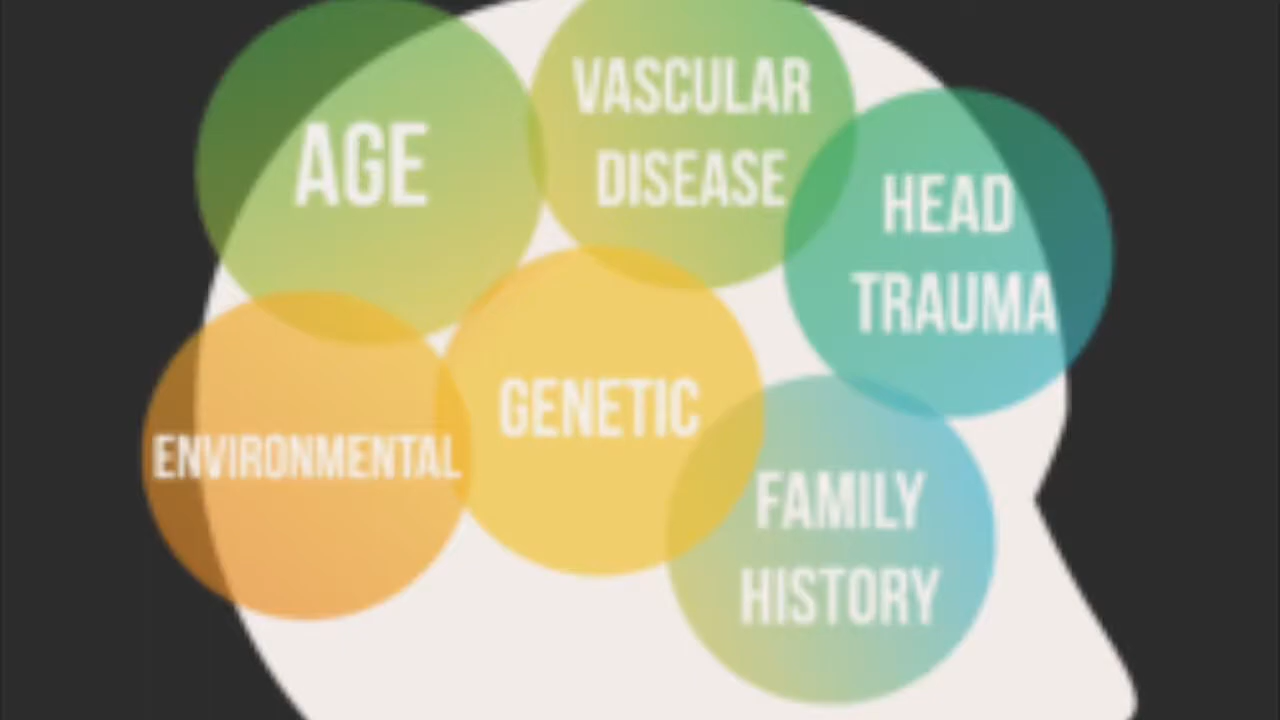 AGE
VASCULAR
DISEASE
HEAD
TRAUMA
ENVIRONMENTAL
GENETIC
FAMILY
HISTORY